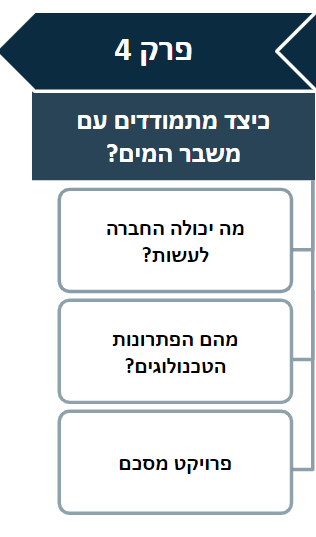 פרק 4
כיצד מתמודדים עם
משבר המים?
מה יכולה החברה
לעשות?
מהם הפתרונות
הטכנולוגים?
פרויקט מסכם